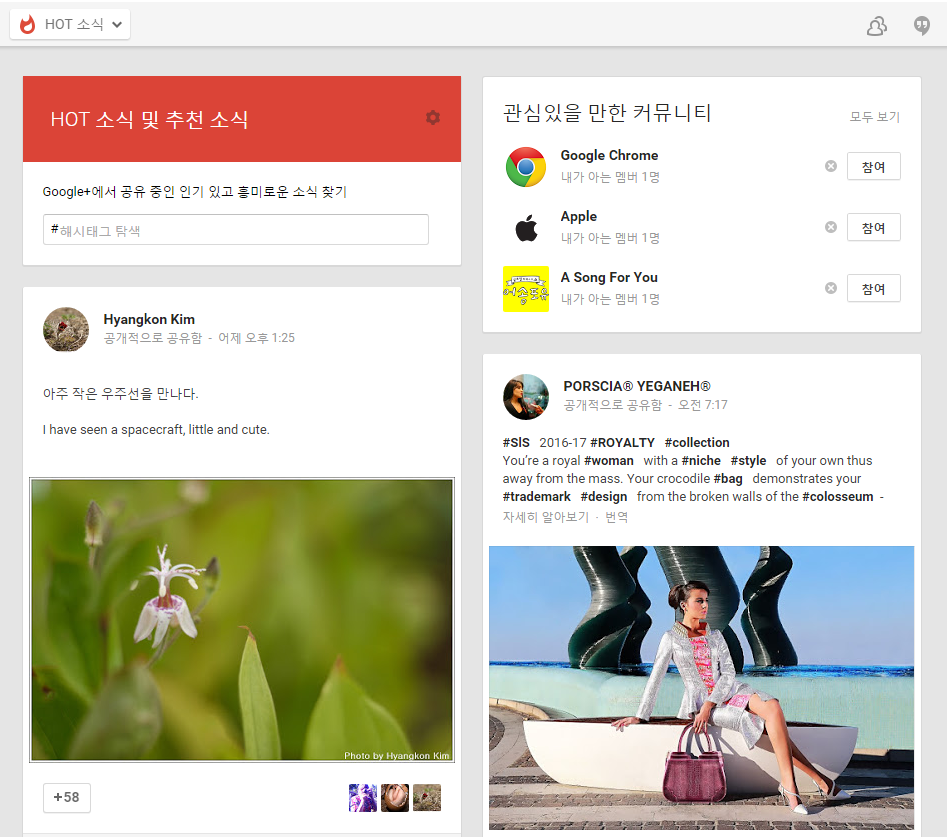 HOT 소식
HOT 소식 및 추천 소식
Google+에서 공유 중인 인기 있고 흥미로운 소식 찾기
#해시태그 탐색
Hyangkon Kim
공개적으로 공유함 - 어제 오후 1:25
아주 작은 우주선을 만나다.
I have seen a spacecraft, little and cute.
Photo by Hyangkon Kim
+58
관심있을 만한 커뮤니티
모두 보기
Google Chrome
내가 아는 멤버 1명
참여
Apple
내가 아는 멤버 1명
참여
A Song For You
내가 아는 멤버 1명
참여
어송포유
PORSCIA® YEGANEH®
공개적으로 공유함 - 오전 7:17
#SIS 2016-17 #ROYALTY #collection
You're a royal #woman with a #niche #style of your own thus
away from the mass. Your crocodile #bag demonstrates your
#trademark #design from the broken walls of the #colosseum -
자세히 알아보기 · 번역